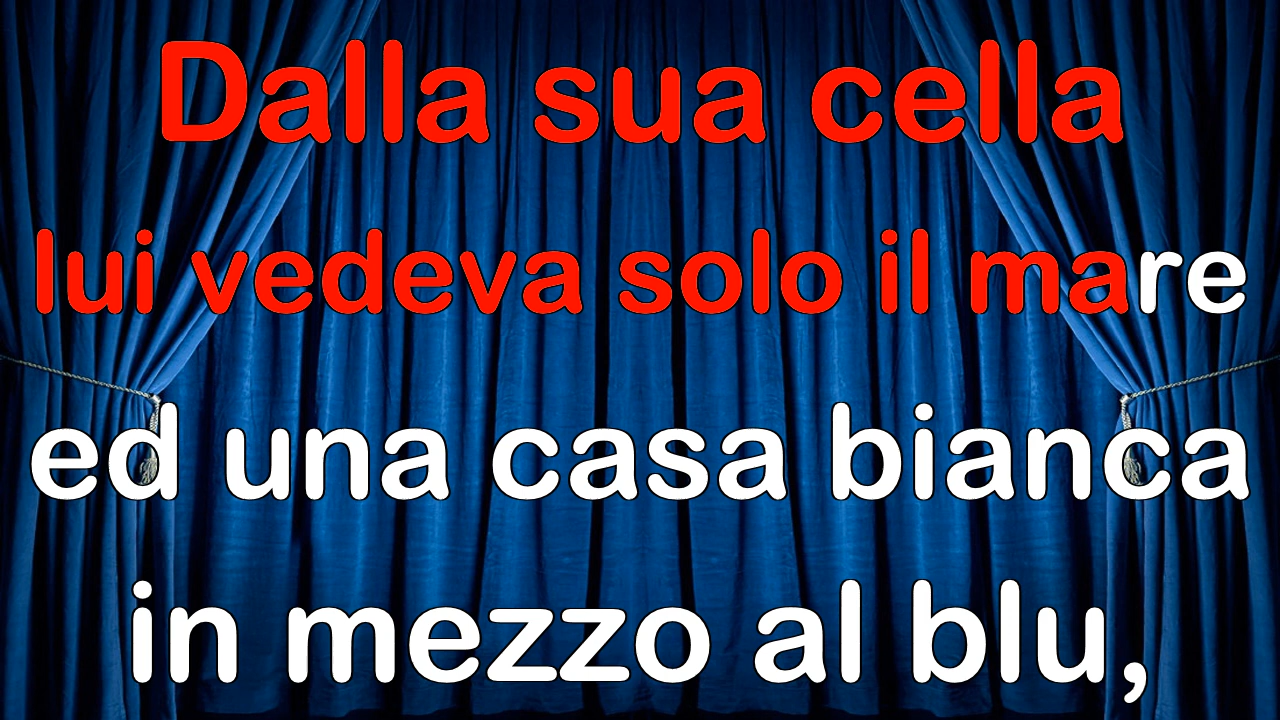 Dalla sua cella
lui vedeva solo il mare
ed una casa bianca
in mezzo al blu,